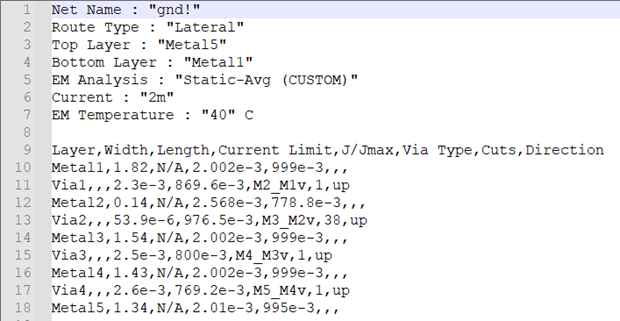 1 Net Name : "gnd!"
2 Route Type : "Lateral"
3 Top Layer : "Metal5"
4 Bottom Layer : "Metal1"
5 EM Analysis : "Static-Avg (CUSTOM)"
6 Current : "2m"
7 EM Temperature : "40" C
8
9 Layer,Width,Length,Current Limit,J/Jmax,Via Type,Cuts,Direction
10 Metal1,1.82,N/A,2.002e-3,999e-3,,,
11 Via1,,,2.3e-3,869.6e-3,M2_M1v,1,up
12 Metal2,0.14,N/A,2.568e-3,778.8e-3,,,
13 Via2,,,53.9e-6,976.5e-3,M3_M2v,38,up
14 Metal3,1.54,N/A,2.002e-3,999e-3,,,
15 Via3,,,2.5e-3,800e-3,M4_M3v,1,up
16 Metal4,1.43,N/A,2.002e-3,999e-3,,,
17 Via4,,,2.6e-3,769.2e-3,M5_M4v,1,up
18 Metal5,1.34,N/A,2.01e-3,995e-3,,,